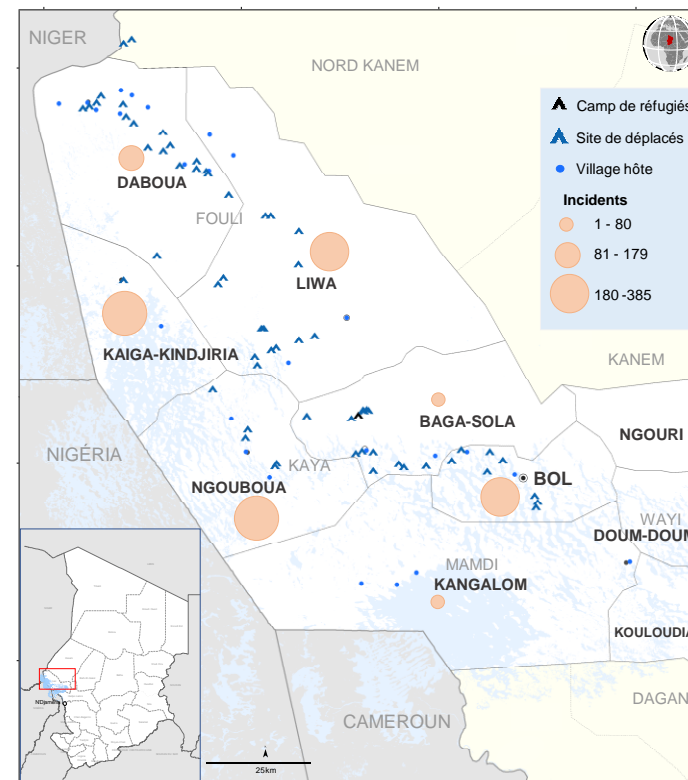 NIGER
NORD KANEM
Camp de réfugiés
Site de déplacés
Village hôte
Incidents
1 - 80
81 - 179
180 -385
DABOUA
FOULI
LIWA
KAIGA-KINDJIRIA
KANEM
BAGA-SOLA
NGOURI
NIGÉRIA
KAYA
NGOUBOUA
BOL
WAYI
DOUM-DOUM
MAMDI
KANGALOM
KOULOUDIA
DAGAN
CAMEROUN
N'Djamena
25km